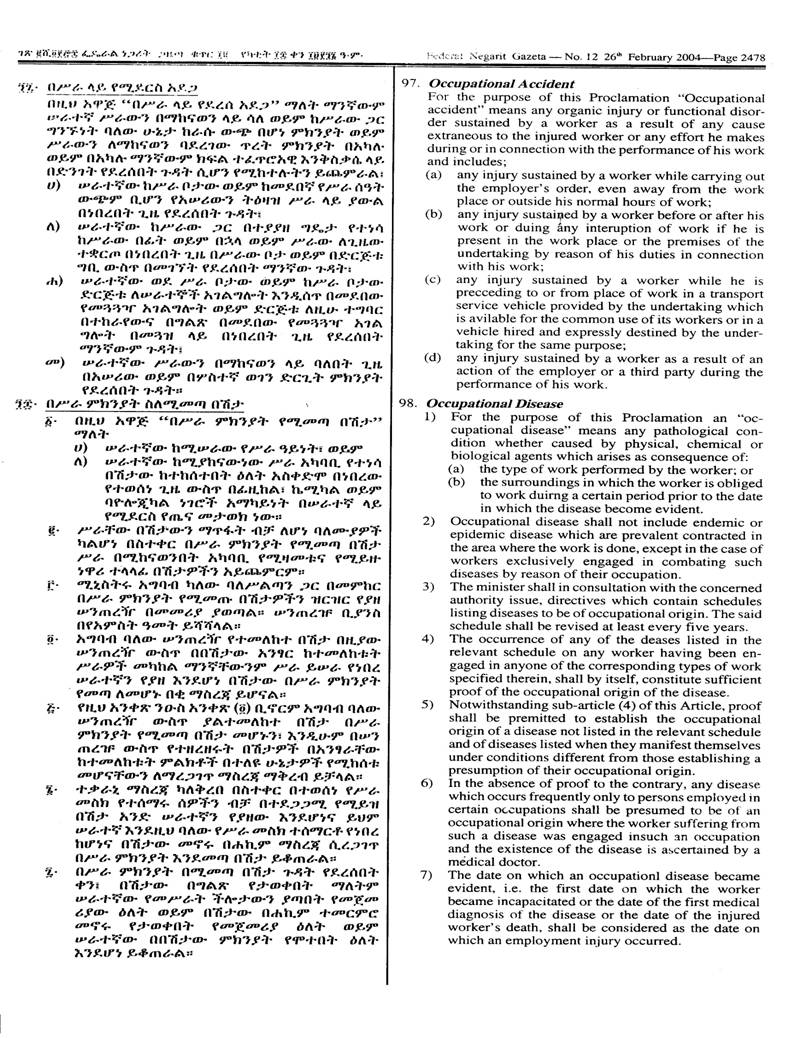 ገጽ ፪ሺ፬፻፸፰ ፌዴራል ነጋሪት ጋዜጣ ቁጥር ፲፪ የካቲት ፲፰ ቀን ፲፱፻፺፮ ዓ·ም·
Federal Negarit Gazeta — No. 12 26th February 2004—Page 2478
፺፯· በሥራ ላይ የሚደርስ አደጋ
በዚህ አዋጅ “በሥራ ላይ የደረሰ አደጋ” ማለት ማንኛውም
ሠራተኛ ሥራውን በማከናወን ላይ ሳለ ወይም ከሥራው ጋር
ግንኙነት ባለው ሁኔታ ከራሱ ውጭ በሆነ ምክንያት ወይም
ሥራውን ለማከናወን ባደረገው ጥረት ምክንያት በአካሉ
ወይም በአካሉ ማንኛውም ክፍል ተፈጥሮአዊ እንቅስቃሴ ላይ
በድንገት የደረሰበት ጉዳት ሲሆን የሚከተሉትን ይጨምራል፤
ሀ) ሠራተኛው ከሥራ ቦታው ወይም ከመደበኛ የሥራ ሰዓት
ውጭም ቢሆን የአሠሪውን ትዕዛዝ ሥራ ላይ ያውል
በነበረበት ጊዜ የደረሰበት ጉዳት፤
ለ) ሠራተኛው ከሥራው ጋር በተያያዘ ግዴታ የተነሳ
ከሥራው በፊት ወይም በኋላ ወይም ሥራው ለጊዜው
ተቋርጦ በነበረበት ጊዜ በሥራው ቦታ ወይም በድርጅቱ
ግቢ ውስጥ በመገኘት የደረሰበት ማንኛው ጉዳት፤
ሐ) ሠራተኛው ወደ ሥራ ቦታው ወይም ከሥራ ቦታው
ድርጅቱ ለሠራተኞች አገልግሎት እንዲሰጥ በመደበው
የመጓጓዣ አገልግሎት ወይም ድርጅቱ ለዚሁ ተግባር
በተከራየውና በግልጽ በመደበው የመጓጓዣ አገል
ግሎት በመጓዝ ላይ በነበረበት ጊዜ የደረሰበት
ማንኛውም ጉዳት፤
መ) ሠራተኛው ሥራውን በማከናወን ላይ ባለበት ጊዜ
በአሠሪው ወይም በሦስተኛ ወገን ድርጊት ምክንያት
የደረሰበት ጉዳት።
፺፰· በሥራ ምክንያት ስለሚመጣ በሽታ
፩· በዚህ አዋጅ “በሥራ ምክንያት የሚመጣ በሽታ”
ማለት
ሀ) ሠራተኛው ከሚሠራው የሥራ ዓይነት፤ ወይም
ለ) ሠራተኛው ከሚያከናውነው ሥራ አካባቢ የተነሳ
በሽታው ከተከሰተበት ዕለት አስቀድሞ በነበረው
የተወሰነ ጊዜ ውስጥ በፊዚከል፤ ኬሚካል ወይም
ባዮሎጂካል ነገሮች አማካይነት በሠራተኛ ላይ
የሚደርስ የጤና መታወክ ነው።
፪· ሥራቸው በሽታውን ማጥፋት ብቻ ለሆነ ባለሙያዎች
ካልሆነ በስተቀር በሥራ ምክንያት የሚመጣ በሽታ
ሥራ በሚከናወንበት አካባቢ የሚዛመቱና የሚይዙ
ነዋሪ ተላላፊ በሽታዎችን አይጨምርም።
፫· ሚኒስትሩ አግባብ ካለው ባለሥልጣን ጋር በመምከር
በሥራ ምክንያት የሚመጡ በሽታዎችን ዝርዝር የያዘ
ሠንጠረዥ በመመሪያ ያወጣል። ሠንጠረዡ ቢያንስ
በየአምስት ዓመት ይሻሻላል።
፬· አግባብ ባለው ሠንጠረዥ የተመለከተ በሽታ በዚያው
ሠንጠረዥ ውስጥ በበሽታው አንፃር ከተመለከቱት
ሥራዎች መካከል ማንኛቸውንም ሥራ ይሠራ የነበረ
ሠራተኛን የያዘ እንደሆነ በሽታው በሥራ ምክንያት
የመጣ ለመሆኑ በቂ ማስረጃ ይሆናል።
፭· የዚህ አንቀጽ ንዑስ አንቀጽ (፬) ቢኖርም አግባብ ባለው
ሠንጠረዥ ውስጥ ያልተመለከተ በሽታ በሥራ
ምክንያት የሚመጣ በሽታ መሆኑን፤ እንዲሁም በሠን
ጠረዡ ውስጥ የተዘረዘሩት በሽታዎች በአንፃራቸው
ከተመለከቱት ምልክቶች በተለዩ ሁኔታዎች የሚከሰቱ
መሆናቸውን ለማረጋገጥ ማስረጃ ማቅረብ ይቻላል።
፮· ተቃራኒ ማስረጃ ካልቀረበ በስተቀር በተወሰነ የሥራ
መስክ የተሰማሩ ሰዎችን ብቻ በተደጋጋሚ የሚይዝ
በሽታ አንድ ሠራተኛን የያዘው እንደሆነና ይህም
ሠራተኛ እንደዚህ ባለው የሥራ መስክ ተሰማርቶ የነበረ
ከሆነና በሽታው መኖሩ በሐኪም ማስረጃ ሲረጋገጥ
በሥራ ምክንያት እንደመጣ በሽታ ይቆጠራል።
፯· በሥራ ምክንያት በሚመጣ በሽታ ጉዳት የደረሰበት
ቀን፤ በሽታው በግልጽ የታወቀበት ማለትም
ሠራተኛው የመሥራት ችሎታውን ያጣበት የመጀመ
ሪያው ዕለት ወይም በሽታው በሐኪም ተመርምሮ
መኖሩ የታወቀበት የመጀመሪያ ዕለት ወይም
ሠራተኛው በበሽታው ምክንያት የሞተበት ዕለት
እንደሆነ ይቆጠራል።
97. Occupational Accident
For the purpose of this Proclamation “Occupational
accident” means any organic injury or functional disor-
der sustained by a worker as a result of any cause
extraneous to the injured worker or any effort he makes
during or in connection with the performance of his work
and includes;
(a) any injury sustained by a worker while carrying out
the employer's order, even away from the work
place or outside his normal hours of work;
(b) any injury sustained by a worker before or after his
work or duing any interuption of work if he is
present in the work place or the premises of the
undertaking by reason of his duties in connection
with his work;
(c) any injury sustained by a worker while he is
precceding to or from place of work in a transport
service vehicle provided by the undertaking which
is avilable for the common use of its workers or in a
vehicle hired and expressly destined by the under-
taking for the same purpose;
(d) any injury sustained by a worker as a result of an
action of the employer or a third party during the
performance of his work.
98. Occupational Disease
1) For the purpose of this Proclamation an “oc-
cupational disease” means any pathological con-
dition whether caused by physical, chemical or
biological agents which arises as consequence of:
(a) the type of work performed by the worker; or
(b) the surroundings in which the worker is obliged
to work duirng a certain period prior to the date
in which the disease become evident.
2) Occupational disease shall not include endemic or
epidemic disease which are prevalent contracted in
the area where the work is done, except in the case of
workers exclusively engaged in combating such
diseases by reason of their occupation.
3) The minister shall in consultation with the concerned
authority issue, directives which contain schedules
listing diseases to be of occupational origin. The said
schedule shall be revised at least every five years.
4) The occurrence of any of the deases listed in the
relevant schedule on any worker having been en-
gaged in anyone of the corresponding types of work
specified therein, shall by itself, constitute sufficient
proof of the occupational origin of the disease.
5) Notwithstanding sub-article (4) of this Article, proof
shall be premitted to establish the occupational
origin of a disease not listed in the relevant schedule
and of diseases listed when they manifest themselves
under conditions different from those establishing a
presumption of their occupational origin.
6) In the absence of proof to the contrary, any disease
which occurs frequently only to persons employed in
certain occupations shall be presumed to be of an
occupational origin where the worker suffering from
such a disease was engaged insuch an occupation
and the existence of the disease is ascertained by a
medical doctor.
7) The date on which an occupationl disease became
evident, i.e. the first date on which the worker
became incapacitated or the date of the first medical
diagnosis of the disease or the date of the injured
worker's death, shall be considered as the date on
which an employment injury occurred.